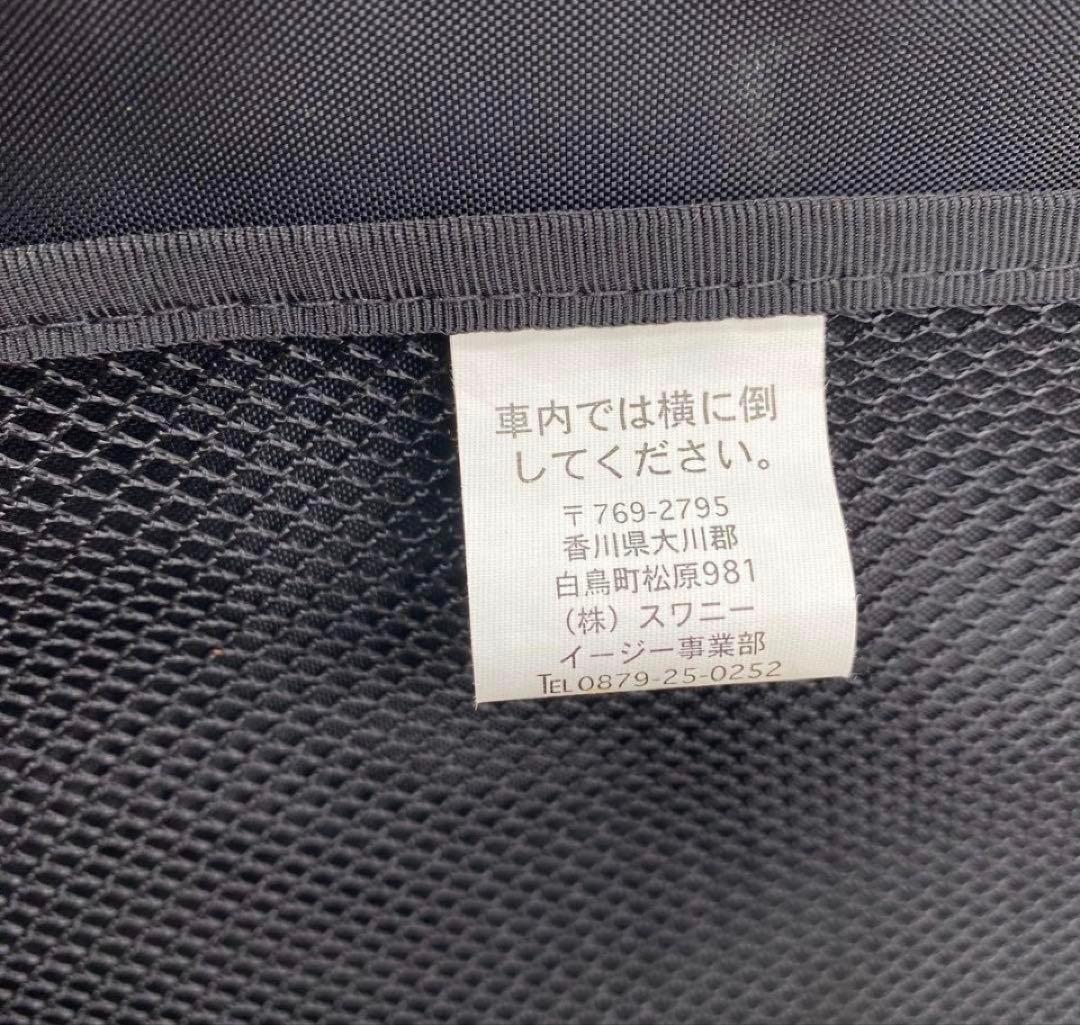 車内では横に倒
してください。
〒769-2795
香川県大川郡
白鳥町松原981
(株) スワニー
イージー事業部
TEL0879-25-0252